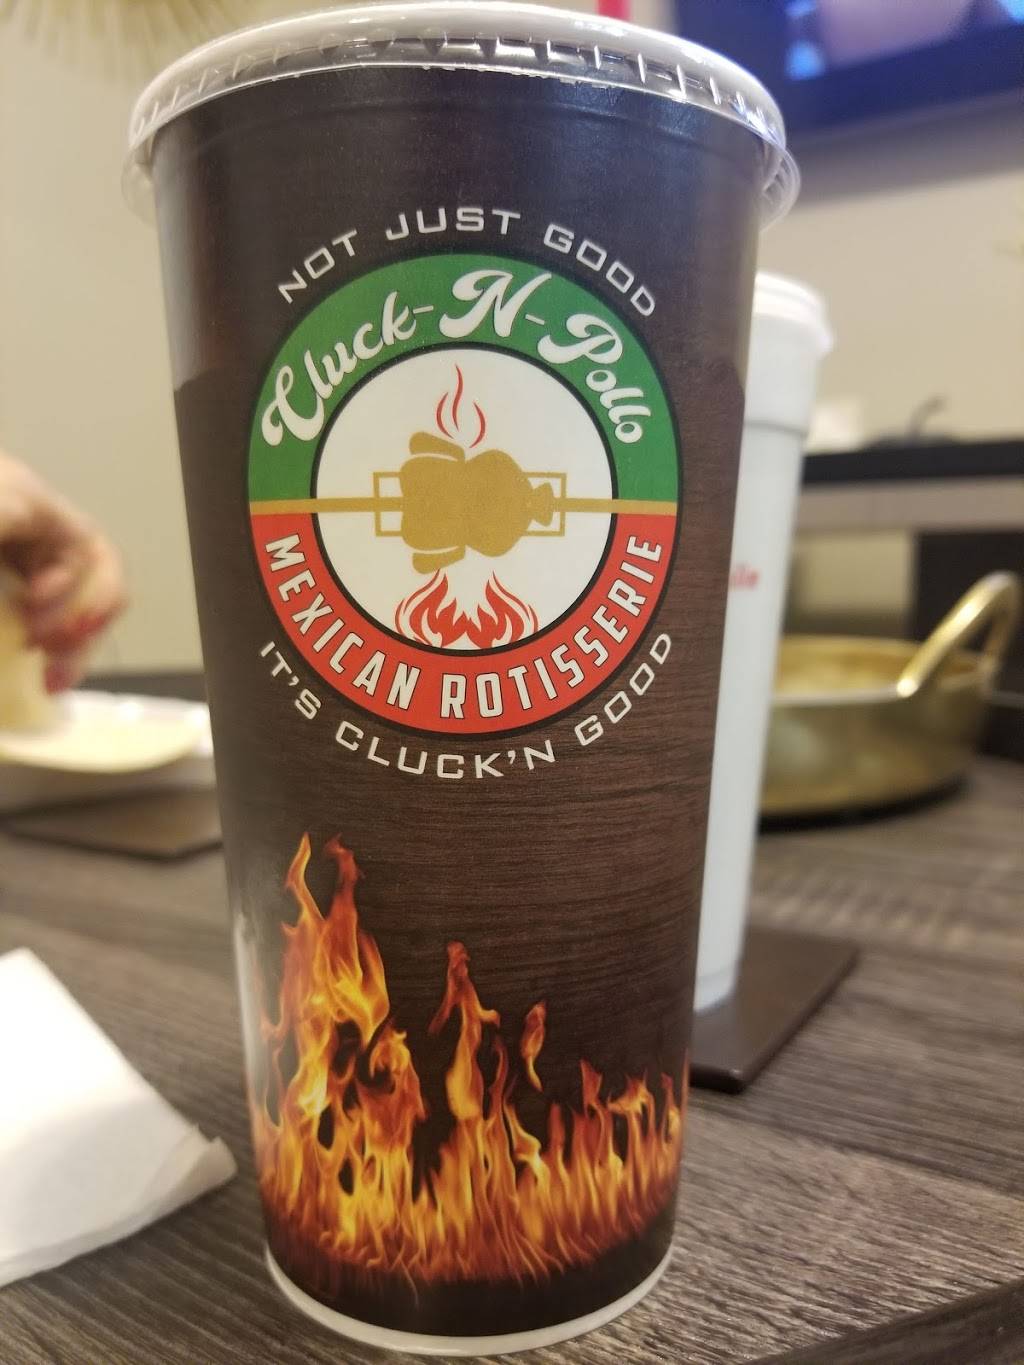 NOT JUST GOOD
Cluck-N-Pollo
MEXICAN ROTISSERIE
IT'S CLUCK'N GOOD